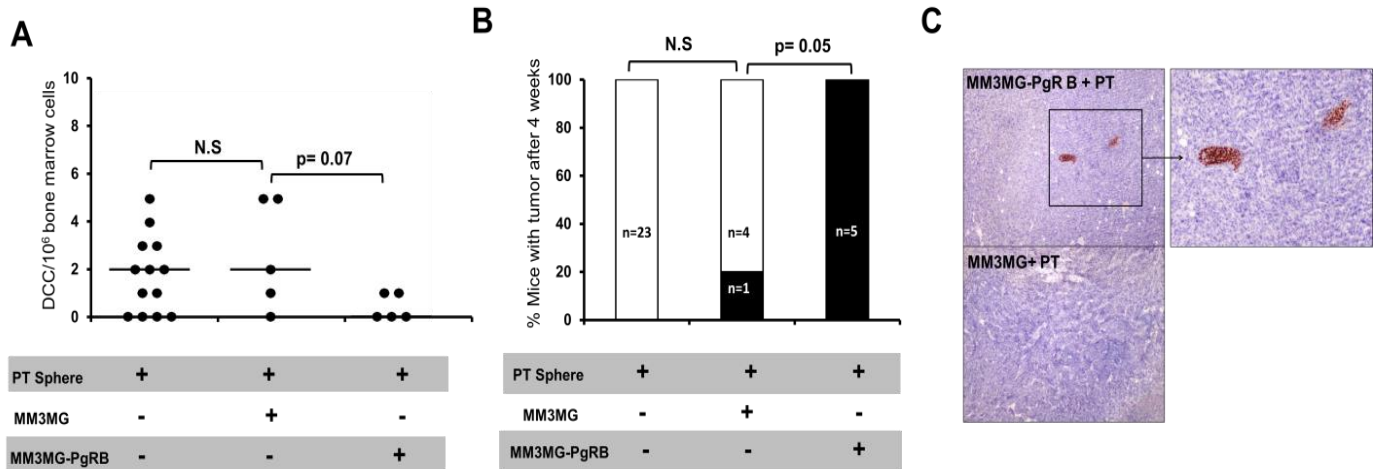 A
N.S
p= 0.07
DCC/10⁶ bone marrow cells
10
8
6
4
2
0
PT Sphere + + +
MM3MG - + -
MM3MG-PgRB - - +
B
N.S
p= 0.05
% Mice with tumor after 4 weeks
100
80
60
40
20
0
n=23
n=4
n=5
n=1
PT Sphere + + +
MM3MG - + -
MM3MG-PgRB - - +
C
MM3MG-PgR B + PT
MM3MG+ PT